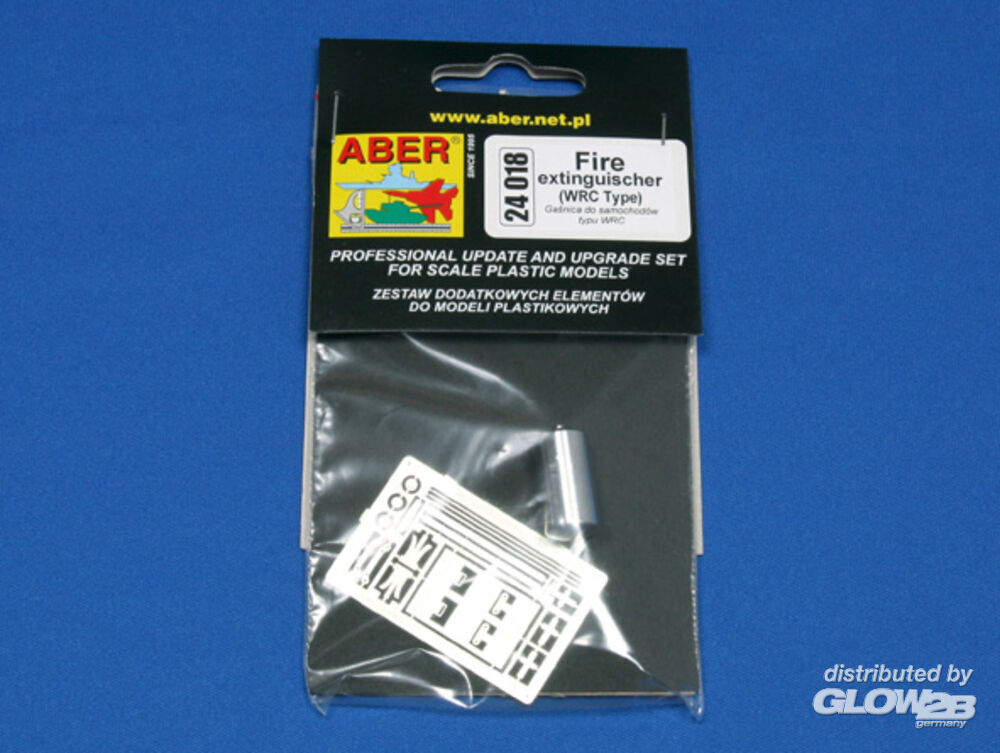 www.aber.net.pl
ABER®
SINCE 1995
24 018
Fire
extinguischer
(WRC Type)
Gaśnica do samochodów
typu WRC
PROFESSIONAL UPDATE AND UPGRADE SET
FOR SCALE PLASTIC MODELS
ZESTAW DODATKOWYCH ELEMENTÓW
DO MODELI PLASTIKOWYCH
distributed by
GLOW2B
germany